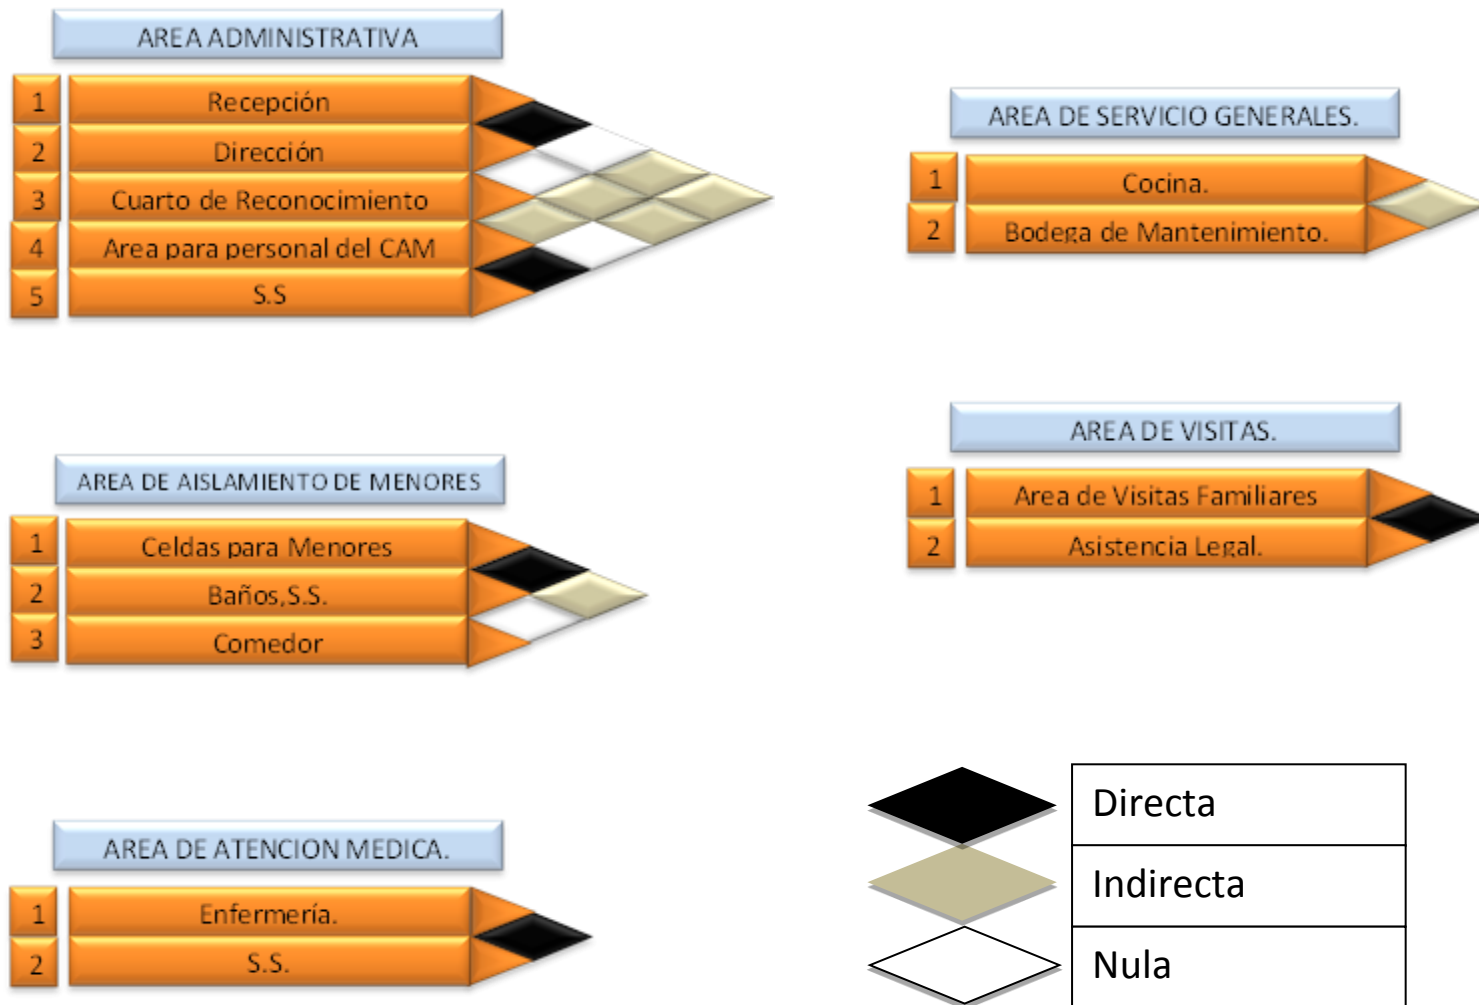 AREA ADMINISTRATIVA
1 Recepción
2 Dirección
3 Cuarto de Reconocimiento
4 Area para personal del CAM
5 S.S
AREA DE SERVICIO GENERALES.
1 Cocina.
2 Bodega de Mantenimiento.
AREA DE AISLAMIENTO DE MENORES
1 Celdas para Menores
2 Baños,S.S.
3 Comedor
AREA DE VISITAS.
1 Area de Visitas Familiares
2 Asistencia Legal.
AREA DE ATENCION MEDICA.
1 Enfermería.
2 S.S.
Directa
Indirecta
Nula